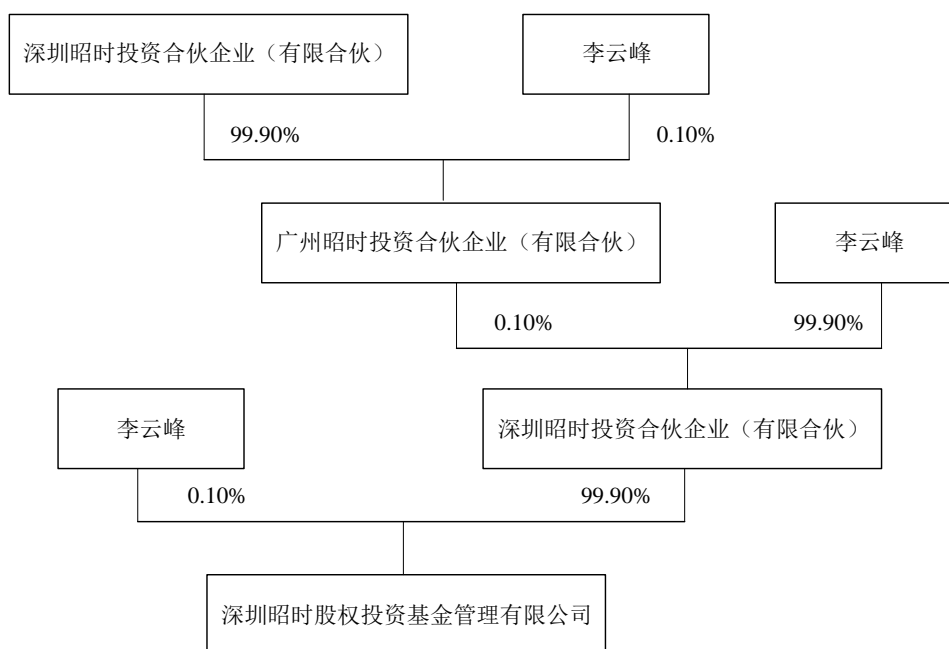 深圳昭时投资合伙企业（有限合伙）
李云峰
99.90%
0.10%
广州昭时投资合伙企业（有限合伙）
李云峰
0.10%
99.90%
李云峰
深圳昭时投资合伙企业（有限合伙）
0.10%
99.90%
深圳昭时股权投资基金管理有限公司